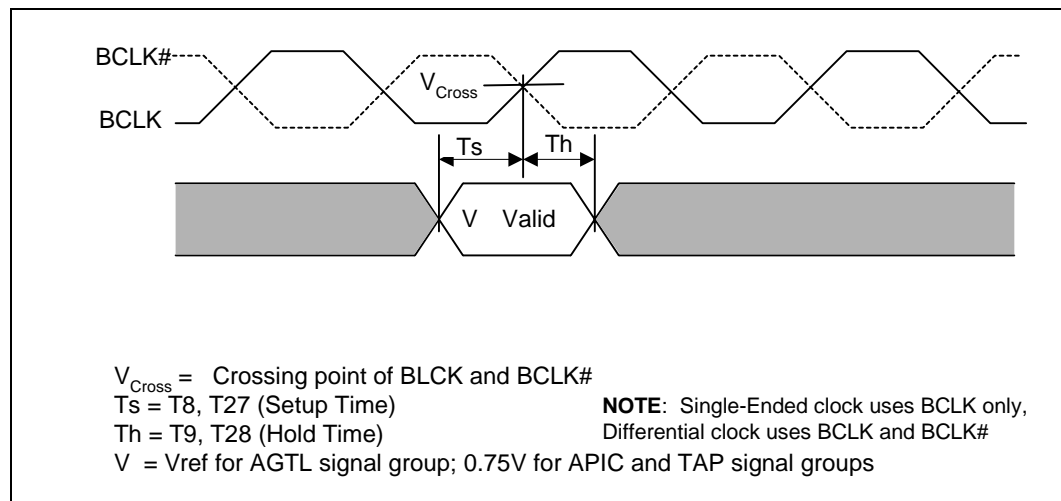 BCLK#
V_Cross
BCLK
Ts Th
V Valid
V_Cross = Crossing point of BLCK and BCLK#
Ts = T8, T27 (Setup Time)
Th = T9, T28 (Hold Time)
V = Vref for AGTL signal group; 0.75V for APIC and TAP signal groups
NOTE: Single-Ended clock uses BCLK only,
Differential clock uses BCLK and BCLK#